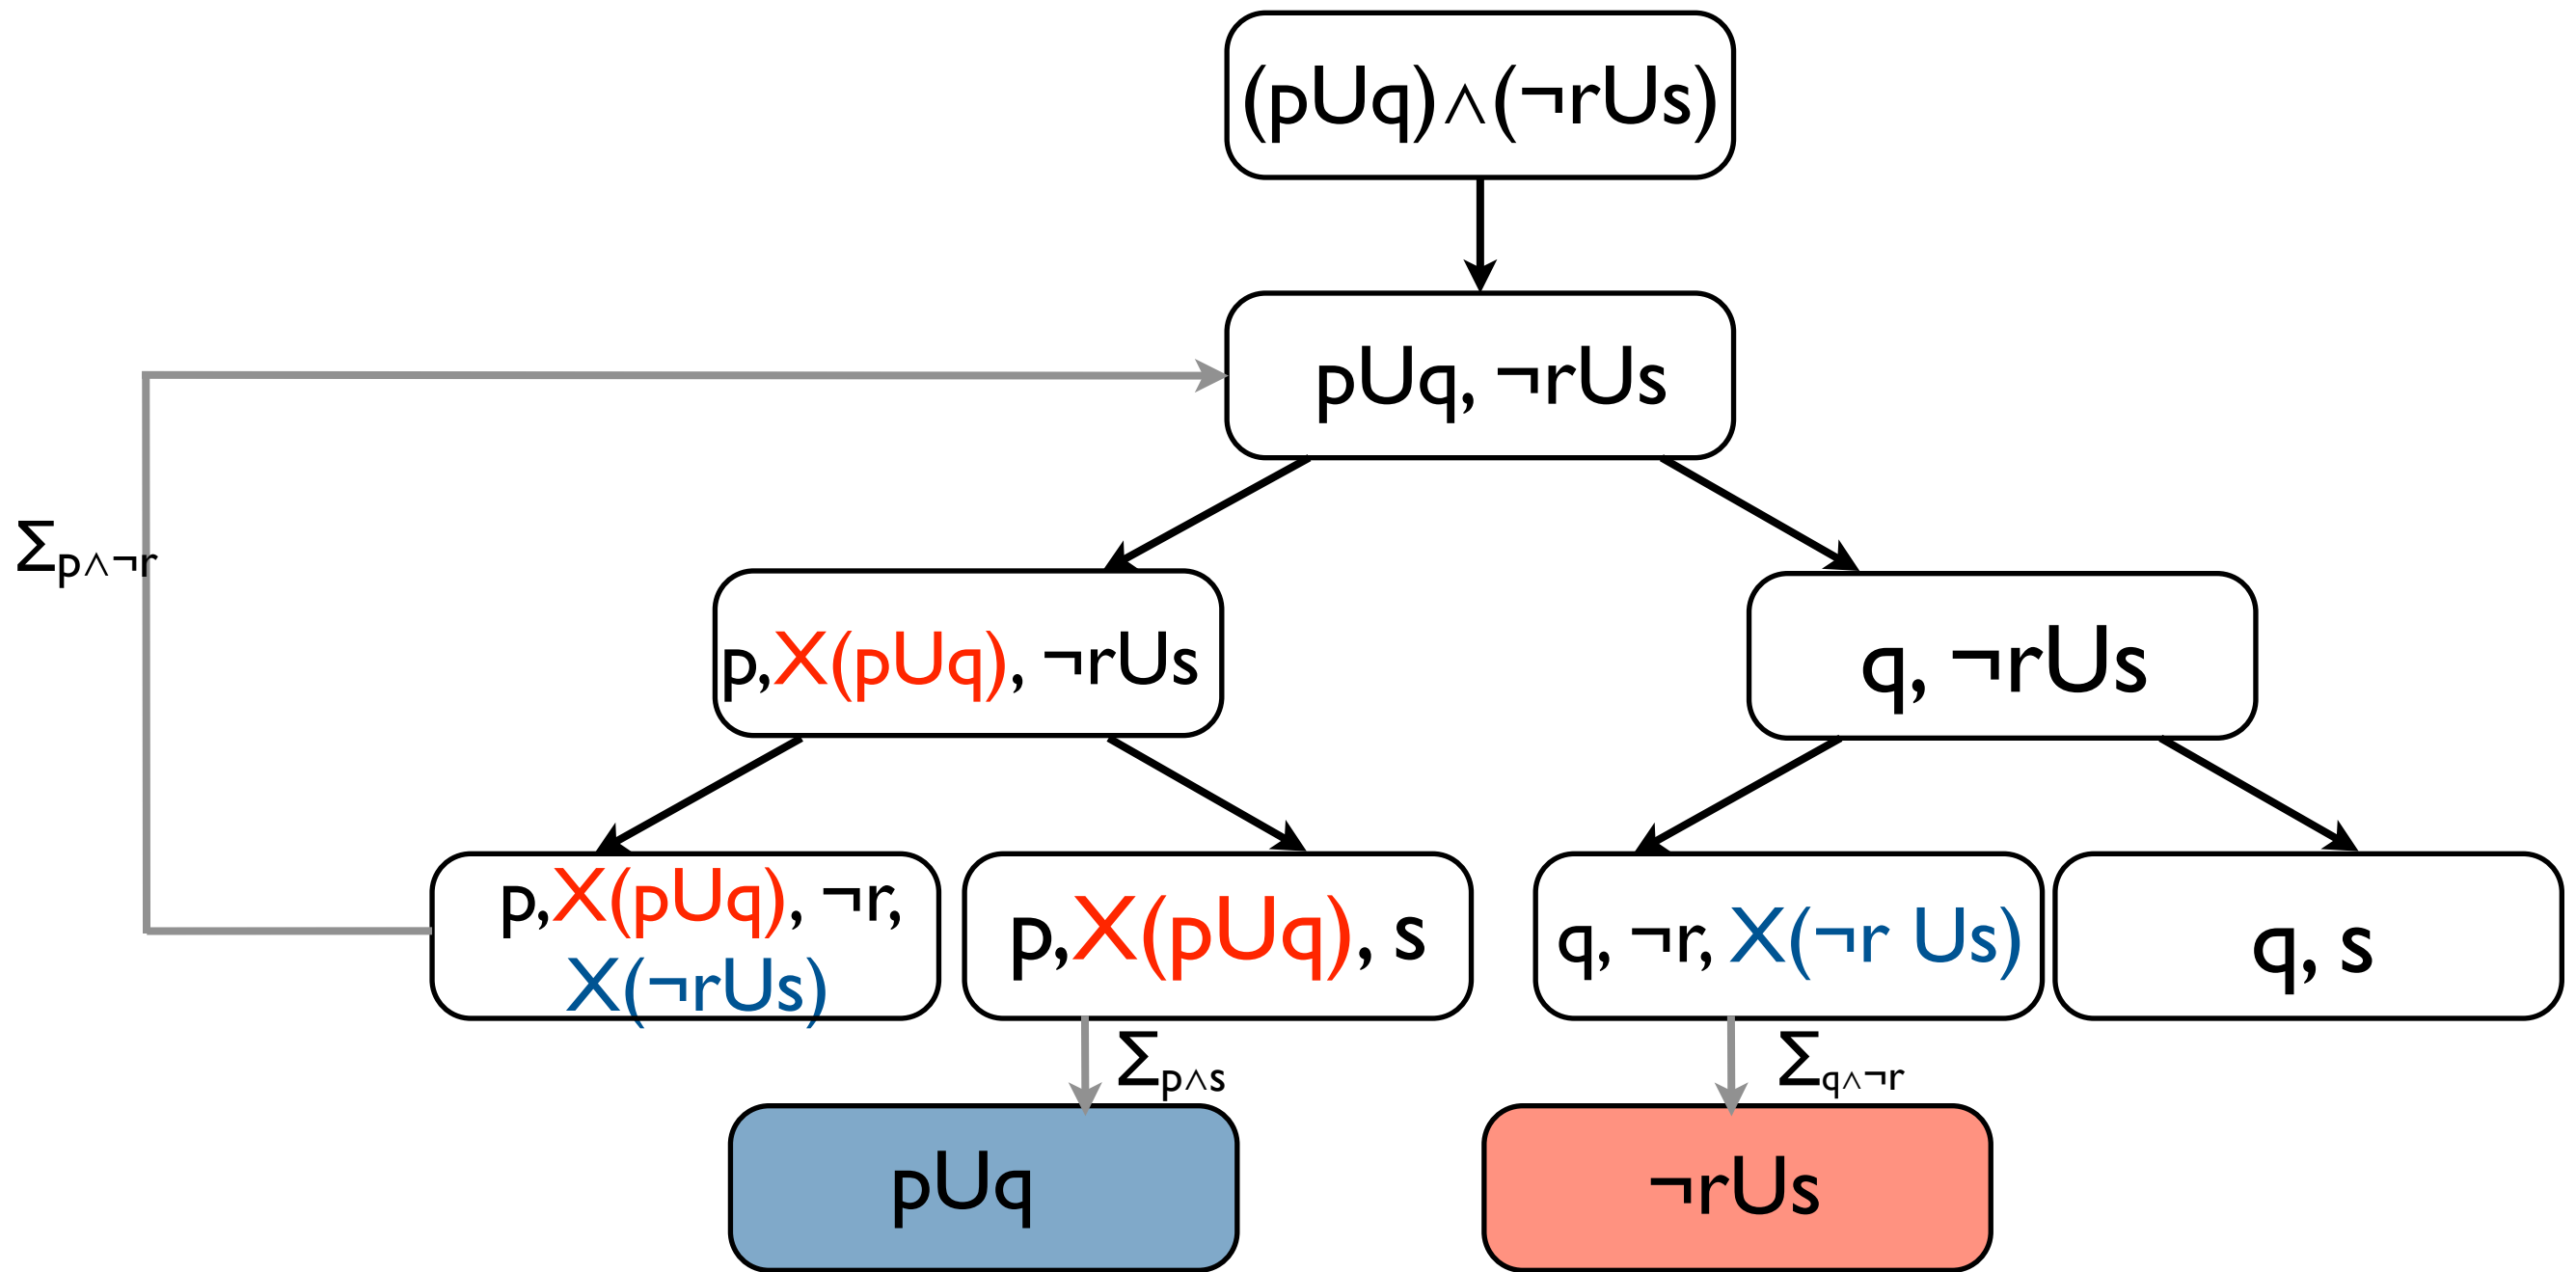 (pUq)∧(¬rUs)
pUq, ¬rUs
Σp∧¬r
p,X(pUq), ¬rUs
q, ¬rUs
p,X(pUq), ¬r,
X(¬rUs)
p,X(pUq), s
q, ¬r, X(¬r Us)
q, s
Σp∧s
Σq∧¬r
pUq
¬rUs